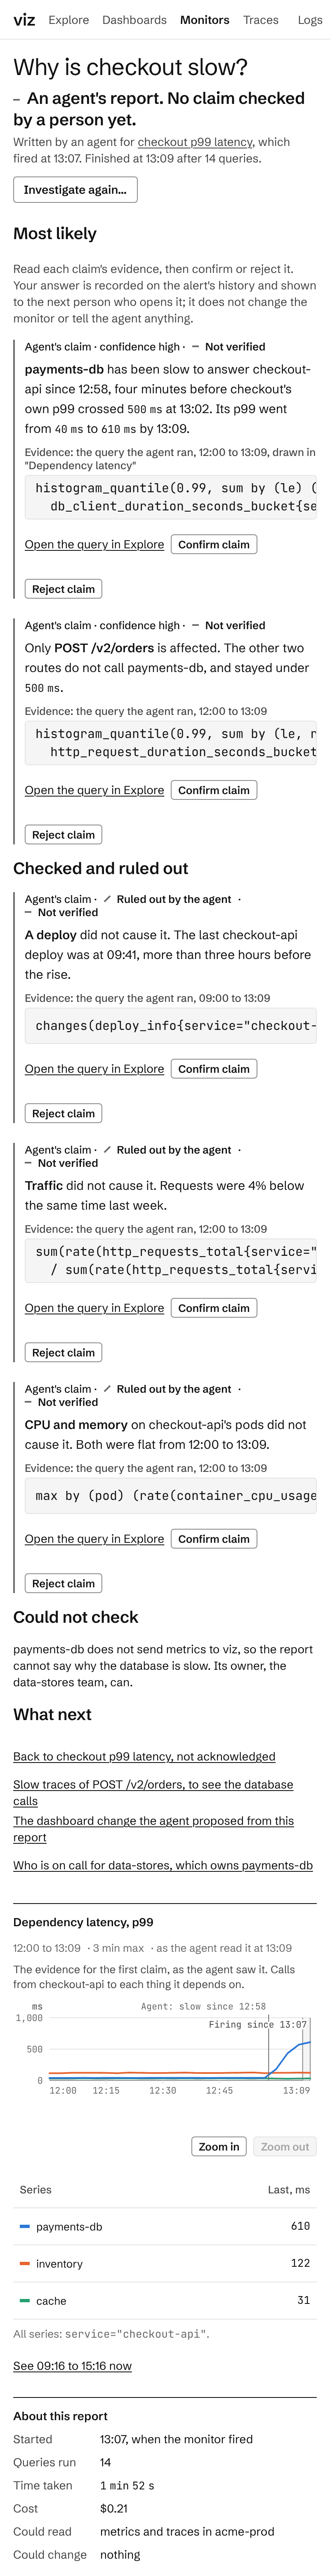 viz Explore Dashboards Monitors Traces Logs
Why is checkout slow?
– An agent's report. No claim checked
by a person yet.
Written by an agent for checkout p99 latency, which
fired at 13:07. Finished at 13:09 after 14 queries.
Investigate again...
Most likely
Read each claim's evidence, then confirm or reject it.
Your answer is recorded on the alert's history and shown
to the next person who opens it; it does not change the
monitor or tell the agent anything.
Agent's claim · confidence high · – Not verified
payments-db has been slow to answer checkout-
api since 12:58, four minutes before checkout's
own p99 crossed 500 ms at 13:02. Its p99 went
from 40 ms to 610 ms by 13:09.
Evidence: the query the agent ran, 12:00 to 13:09, drawn in
"Dependency latency"
histogram_quantile(0.99, sum by (le) (
db_client_duration_seconds_bucket{se
Open the query in Explore Confirm claim
Reject claim
Agent's claim · confidence high · – Not verified
Only POST /v2/orders is affected. The other two
routes do not call payments-db, and stayed under
500 ms.
Evidence: the query the agent ran, 12:00 to 13:09
histogram_quantile(0.99, sum by (le, r
http_request_duration_seconds_bucket
Open the query in Explore Confirm claim
Reject claim
Checked and ruled out
Agent's claim · Ruled out by the agent ·
– Not verified
A deploy did not cause it. The last checkout-api
deploy was at 09:41, more than three hours before
the rise.
Evidence: the query the agent ran, 09:00 to 13:09
changes(deploy_info{service="checkout-
Open the query in Explore Confirm claim
Reject claim
Agent's claim · Ruled out by the agent ·
– Not verified
Traffic did not cause it. Requests were 4% below
the same time last week.
Evidence: the query the agent ran, 12:00 to 13:09
sum(rate(http_requests_total{service="
/ sum(rate(http_requests_total{servi
Open the query in Explore Confirm claim
Reject claim
Agent's claim · Ruled out by the agent ·
– Not verified
CPU and memory on checkout-api's pods did not
cause it. Both were flat from 12:00 to 13:09.
Evidence: the query the agent ran, 12:00 to 13:09
max by (pod) (rate(container_cpu_usage
Open the query in Explore Confirm claim
Reject claim
Could not check
payments-db does not send metrics to viz, so the report
cannot say why the database is slow. Its owner, the
data-stores team, can.
What next
Back to checkout p99 latency, not acknowledged
Slow traces of POST /v2/orders, to see the database
calls
The dashboard change the agent proposed from this
report
Who is on call for data-stores, which owns payments-db
Dependency latency, p99
12:00 to 13:09 · 3 min max · as the agent read it at 13:09
The evidence for the first claim, as the agent saw it. Calls
from checkout-api to each thing it depends on.
ms Agent: slow since 12:58
1,000
Firing since 13:07
500
0
12:00 12:15 12:30 12:45 13:09
Zoom in Zoom out
Series Last, ms
payments-db 610
inventory 122
cache 31
All series: service="checkout-api".
See 09:16 to 15:16 now
About this report
Started 13:07, when the monitor fired
Queries run 14
Time taken 1 min 52 s
Cost $0.21
Could read metrics and traces in acme-prod
Could change nothing